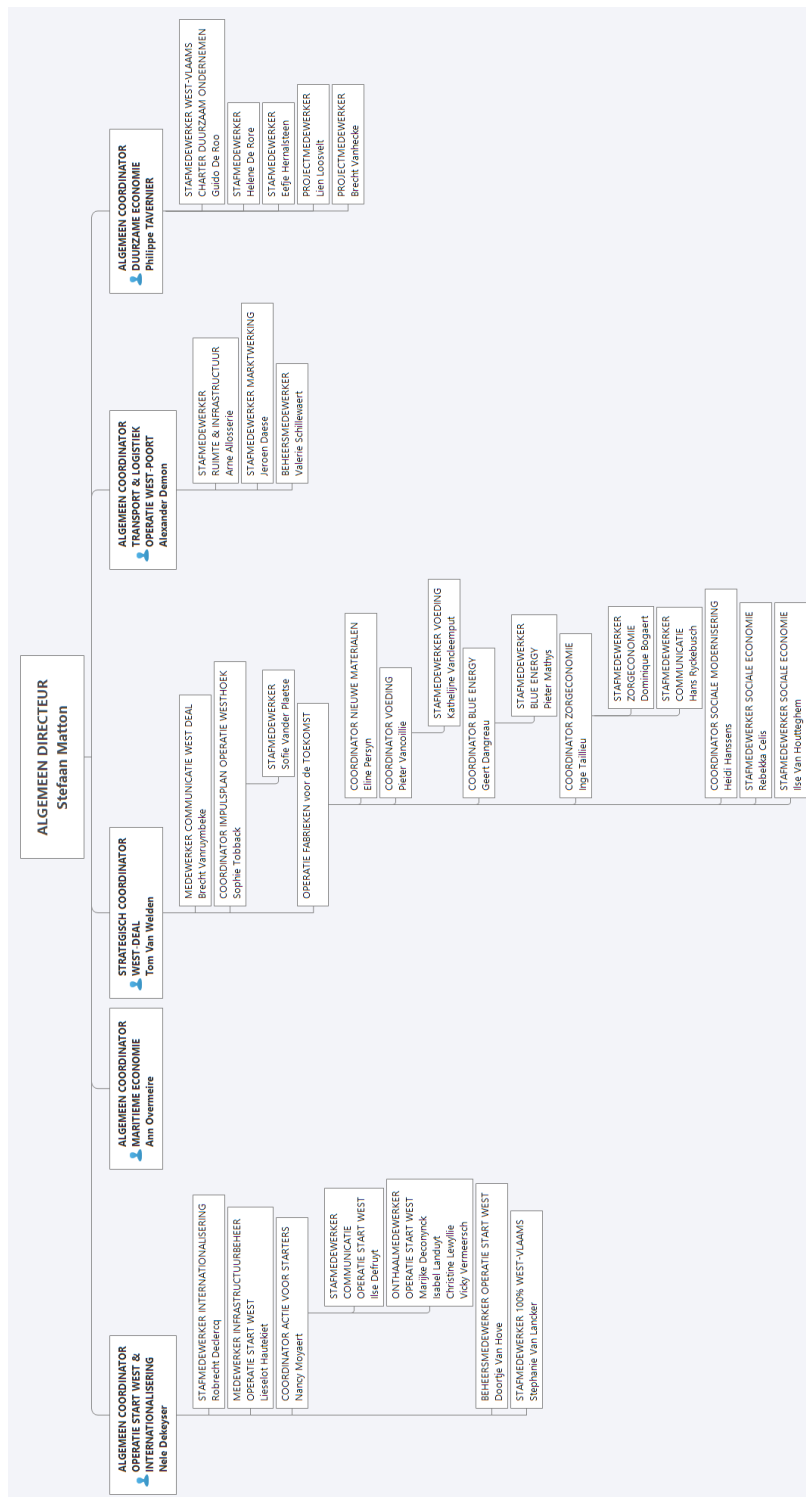 ALGEMEEN DIRECTEUR
Stefaan Matton
ALGEMEEN COORDINATOR
OPERATIE START WEST &
INTERNATIONALISERING
Nele Dekeyser
STAFMEDEWERKER INTERNATIONALISERING
Robrecht Declercq
MEDEWERKER INFRASTRUCTUURBEHEER
OPERATIE START WEST
Lieselot Hautekiet
COORDINATOR ACTIE VOOR STARTERS
Nancy Moyaert
STAFMEDEWERKER
COMMUNICATIE
OPERATIE START WEST
Ilse Defruyt
ONTHAALMEDEWERKER
OPERATIE START WEST
Marijke Deconynck
Isabel Landuyt
Christine Lewyllie
Vicky Vermeersch
BEHEERSMEDEWERKER OPERATIE START WEST
Doortje Van Hove
STAFMEDEWERKER 100% WEST-VLAAMS
Stephanie Van Lancker
ALGEMEEN COORDINATOR
MARITIEME ECONOMIE
Ann Overmeire
STRATEGISCH COORDINATOR
WEST-DEAL
Tom Van Welden
MEDEWERKER COMMUNICATIE WEST DEAL
Brecht Vanruymbeke
COORDINATOR IMPULSPLAN OPERATIE WESTHOEK
Sophie Tobback
STAFMEDEWERKER
Sofie Vander Plaetse
OPERATIE FABRIEKEN voor de TOEKOMST
COORDINATOR NIEUWE MATERIALEN
Eline Persyn
COORDINATOR VOEDING
Pieter Vancoillie
STAFMEDEWERKER VOEDING
Kathelijne Vancleemput
COORDINATOR BLUE ENERGY
Geert Dangreau
STAFMEDEWERKER
BLUE ENERGY
Pieter Mathys
COORDINATOR ZORGECONOMIE
Inge Taillieu
STAFMEDEWERKER
ZORGECONOMIE
Dominique Bogaert
STAFMEDEWERKER
COMMUNICATIE
Hans Ryckebusch
COORDINATOR SOCIALE MODERNISERING
Heidi Hanssens
STAFMEDEWERKER SOCIALE ECONOMIE
Rebekka Celis
STAFMEDEWERKER SOCIALE ECONOMIE
Ilse Van Houtteghem
ALGEMEEN COORDINATOR
TRANSPORT & LOGISTIEK
OPERATIE WEST-POORT
Alexander Demon
STAFMEDEWERKER
RUIMTE & INFRASTRUCTUUR
Arne Allosserie
STAFMEDEWERKER MARKTWERKING
Jeroen Daese
BEHEERSMEDEWERKER
Valerie Schillewaert
ALGEMEEN COORDINATOR
DUURZAME ECONOMIE
Philippe TAVERNIER
STAFMEDEWERKER WEST-VLAAMS
CHARTER DUURZAAM ONDERNEMEN
Guido De Roo
STAFMEDEWERKER
Helene De Rore
STAFMEDEWERKER
Eefje Hernalsteen
PROJECTMEDEWERKER
Lien Loosvelt
PROJECTMEDEWERKER
Brecht Vanhecke